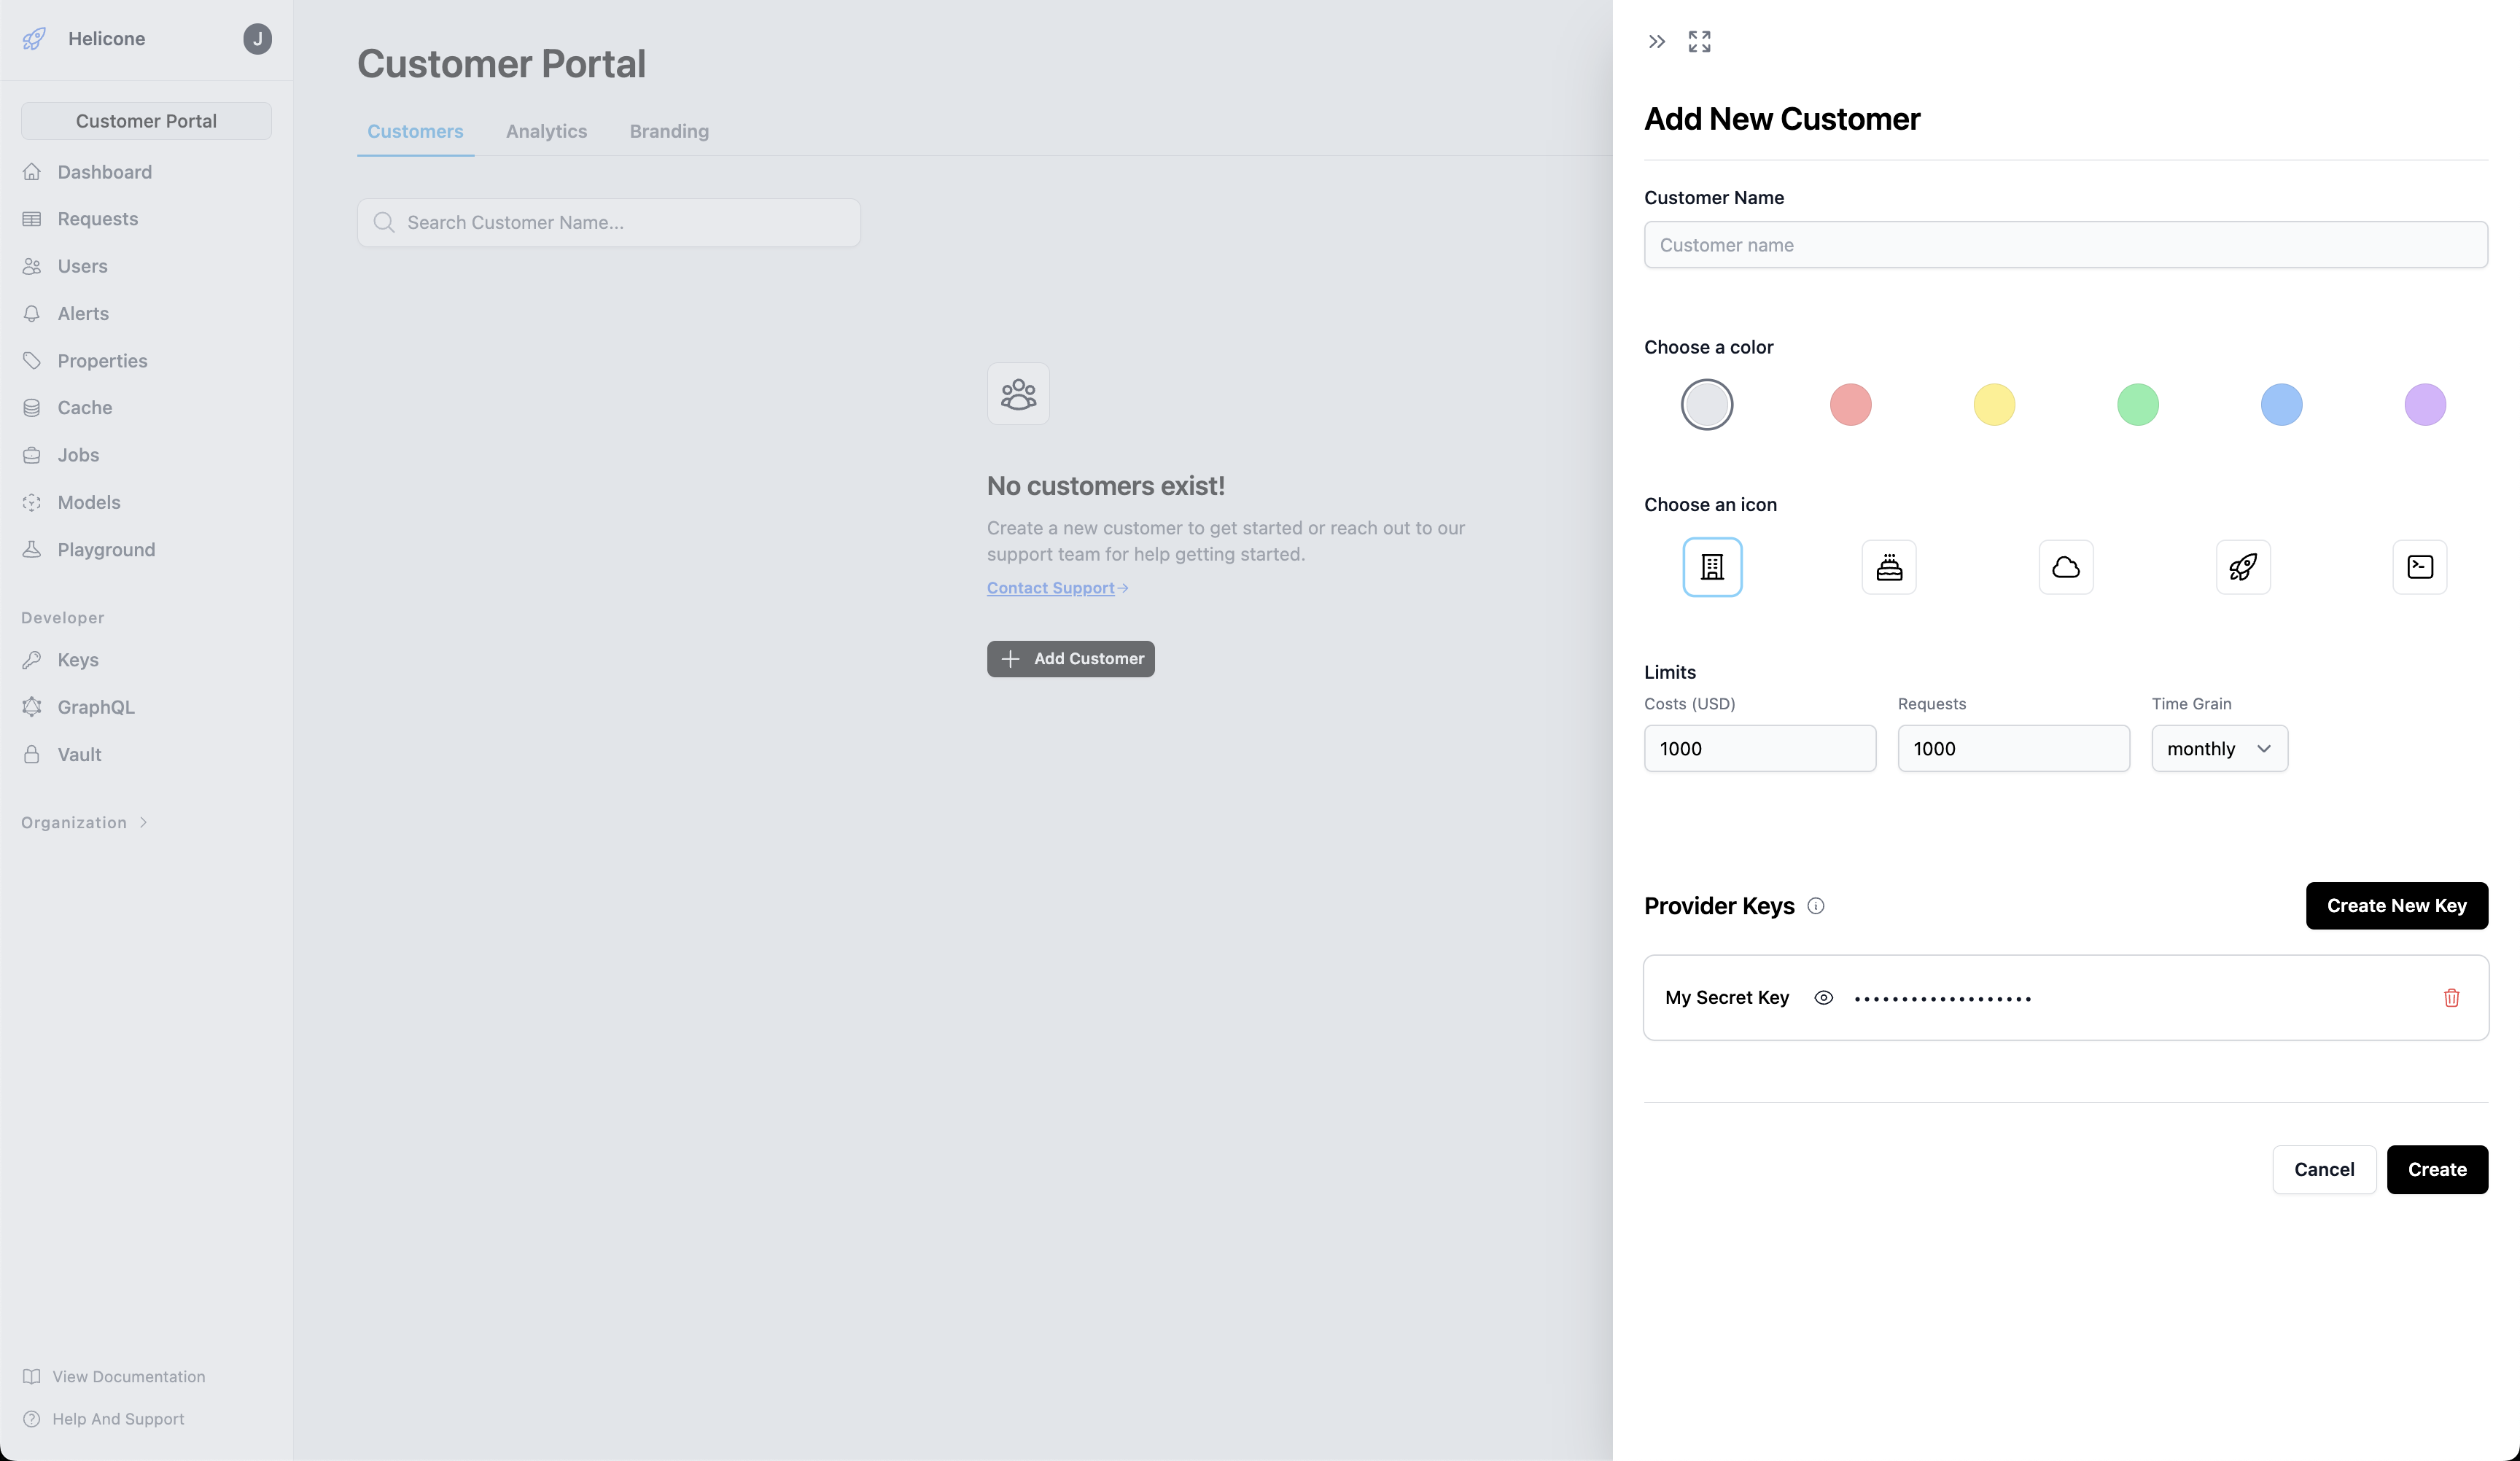 Helicone
J
Customer Portal
Dashboard
Requests
Users
Alerts
Properties
Cache
Jobs
Models
Playground
Developer
Keys
GraphQL
Vault
Organization
View Documentation
Help And Support
Customer Portal
Customers
Analytics
Branding
Search Customer Name...
No customers exist!
Create a new customer to get started or reach out to our
support team for help getting started.
Contact Support→
Add Customer
Add New Customer
Customer Name
Customer name
Choose a color
Choose an icon
Limits
Costs (USD)
Requests
Time Grain
1000
1000
monthly
Provider Keys
Create New Key
My Secret Key
•••••••••••••••••••
Cancel
Create